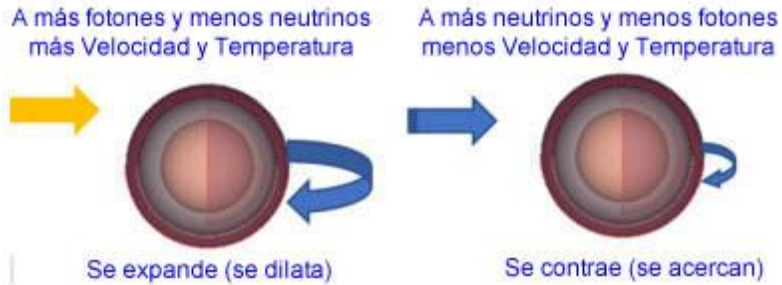 A más fotones y menos neutrinos
más Velocidad y Temperatura
Se expande (se dilata)
A más neutrinos y menos fotones
menos Velocidad y Temperatura
Se contrae (se acercan)